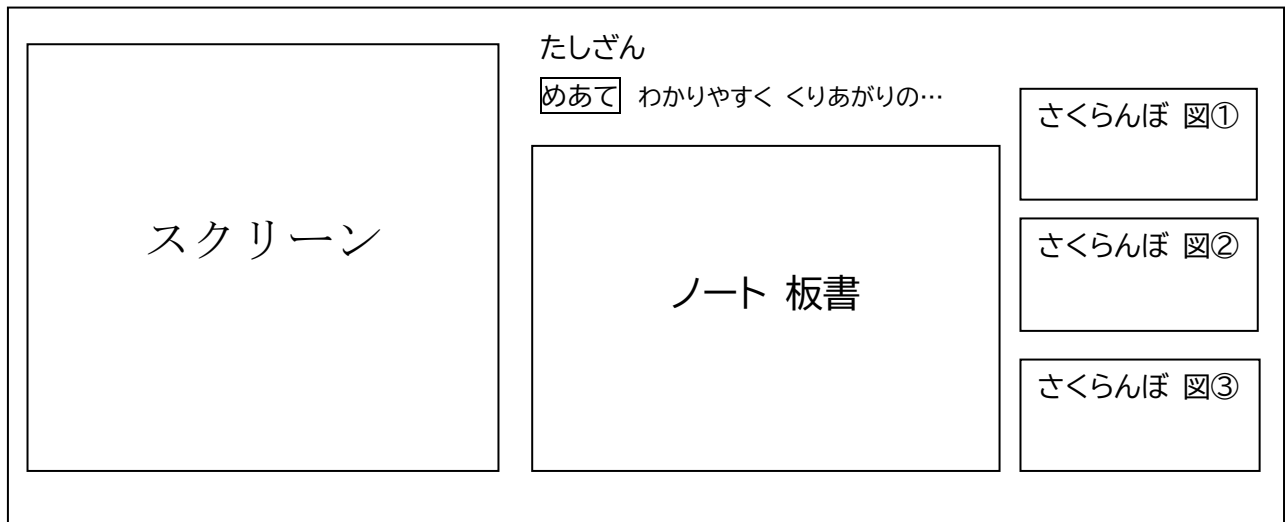 たしざん
めあて わかりやすく くりあがりの…
スクリーン
ノート 板書
さくらんぼ 図①
さくらんぼ 図②
さくらんぼ 図③